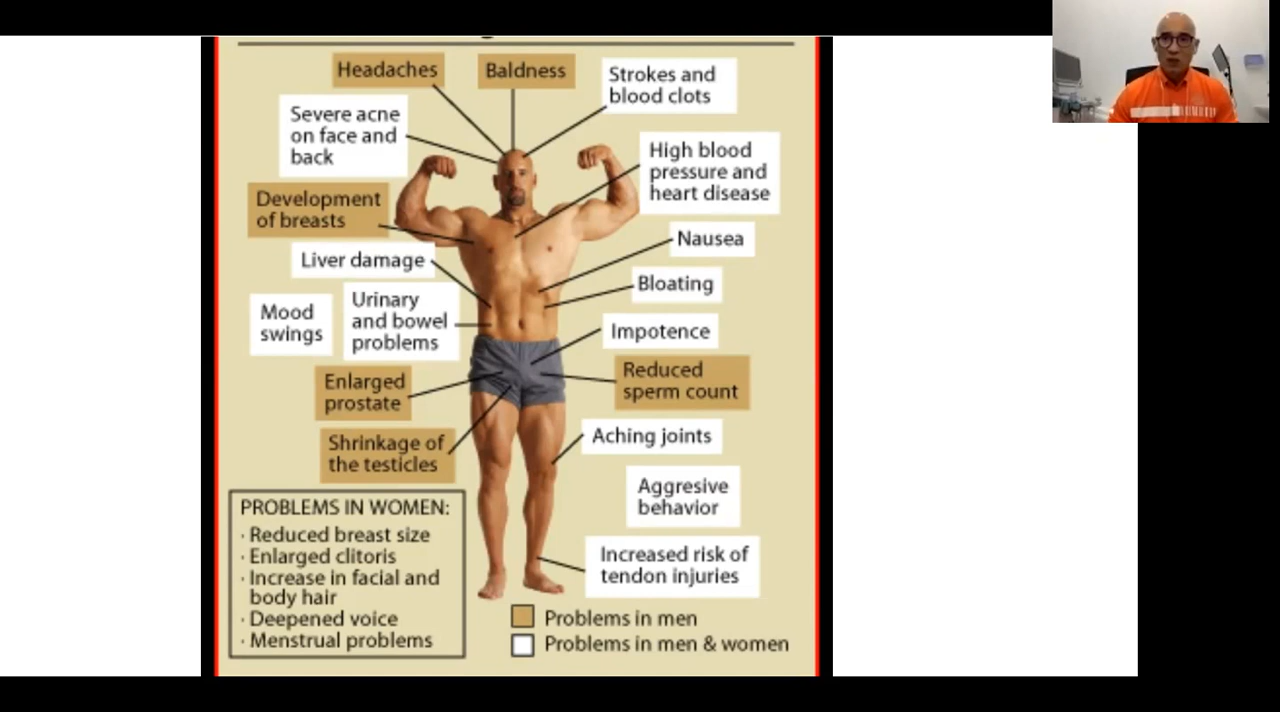 Headaches
Baldness
Strokes and
blood clots
Severe acne
on face and
back
High blood
pressure and
heart disease
Development
of breasts
Nausea
Liver damage
Bloating
Mood
swings
Urinary
and bowel
problems
Impotence
Enlarged
prostate
Reduced
sperm count
Shrinkage of
the testicles
Aching joints
Aggresive
behavior
PROBLEMS IN WOMEN:
· Reduced breast size
· Enlarged clitoris
· Increase in facial and
body hair
· Deepened voice
· Menstrual problems
Increased risk of
tendon injuries
Problems in men
Problems in men & women